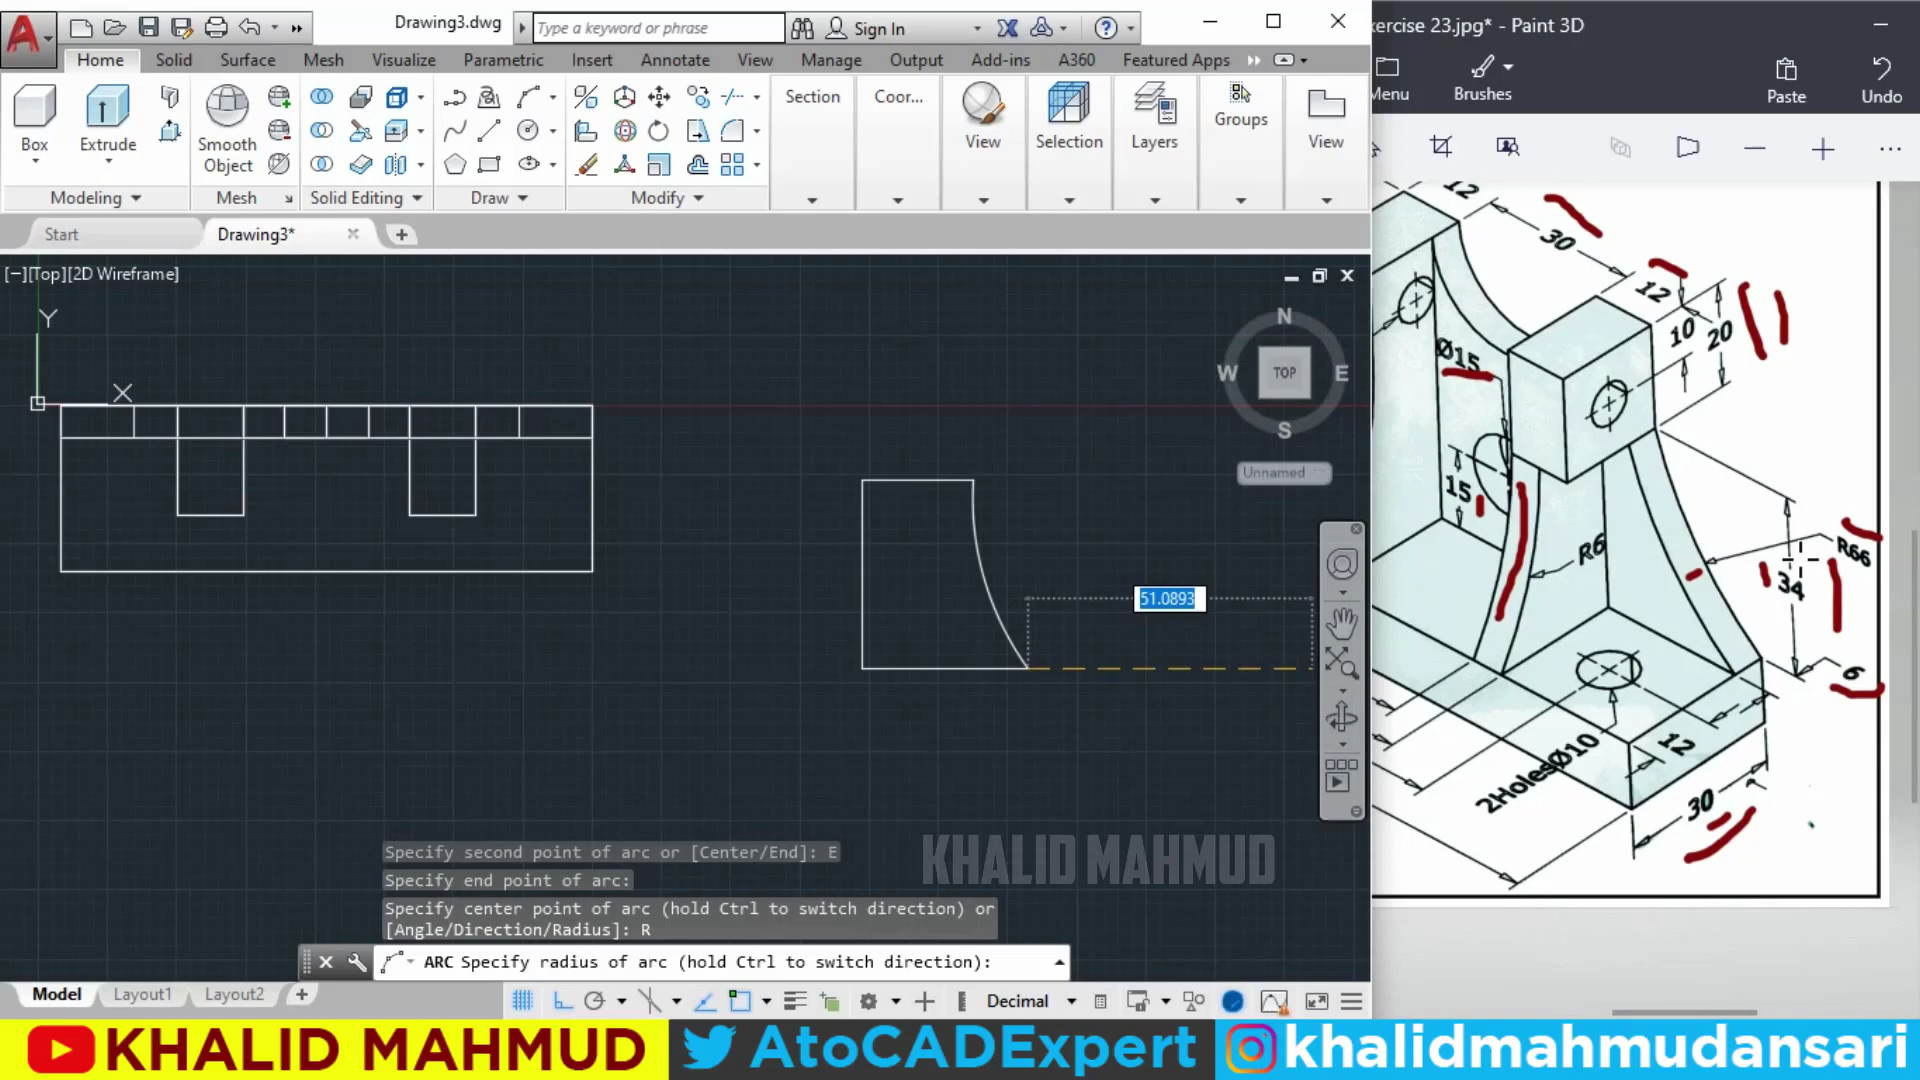 Drawing3.dwg
Type a keyword or phrase
Sign In
Home Solid Surface Mesh Visualize Parametric Insert Annotate View Manage Output Add-ins A360 Featured Apps
Box
Extrude
Smooth
Object
Section
Coor...
View
Selection
Layers
Groups
View
Modeling Mesh Solid Editing Draw Modify
Start Drawing3*
[−][Top][2D Wireframe]
Y
X
N
W TOP E
S
Unnamed
51.0893
Specify second point of arc or [Center/End]: E
Specify end point of arc:
Specify center point of arc (hold Ctrl to switch direction) or
[Angle/Direction/Radius]: R
ARC Specify radius of arc (hold Ctrl to switch direction):
KHALID MAHMUD
Model Layout1 Layout2
Decimal
xercise 23.jpg* - Paint 3D
Menu
Brushes
Paste
Undo
12
30
12
10
20
Ø15
15
R6
R66
34
6
2HolesØ10
12
30
KHALID MAHMUD AtoCADExpert khalidmahmudansari